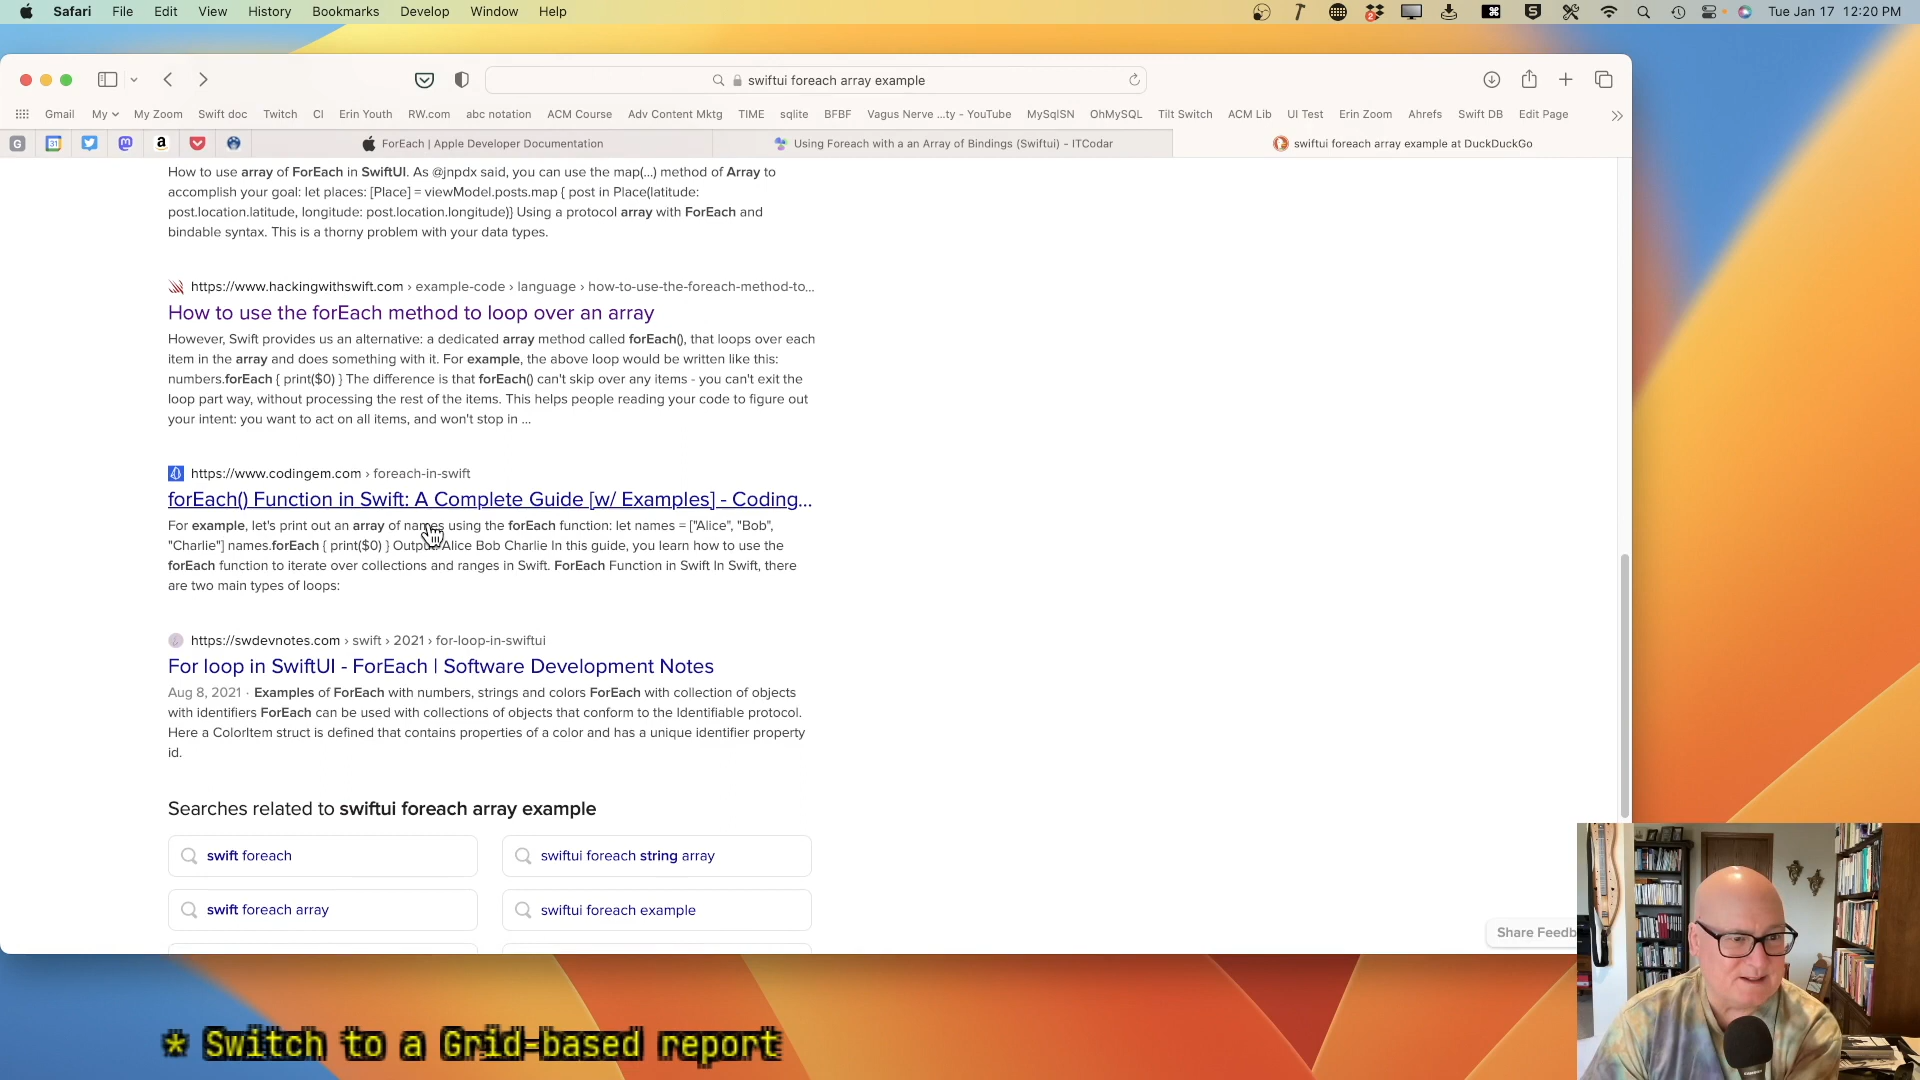 Safari File Edit View History Bookmarks Develop Window Help
Tue Jan 17 12:20 PM
swiftui foreach array example
Gmail My My Zoom Swift doc Twitch CI Erin Youth RW.com abc notation ACM Course Adv Content Mktg TIME sqlite BFBF Vagus Nerve ...ty - YouTube MySqlSN OhMySQL Tilt Switch ACM Lib UI Test Erin Zoom Ahrefs Swift DB Edit Page
ForEach | Apple Developer Documentation
Using Foreach with a an Array of Bindings (Swiftui) - ITCodar
swiftui foreach array example at DuckDuckGo
How to use array of ForEach in SwiftUI. As @jnpdx said, you can use the map(...) method of Array to
accomplish your goal: let places: [Place] = viewModel.posts.map { post in Place(latitude:
post.location.latitude, longitude: post.location.longitude)} Using a protocol array with ForEach and
bindable syntax. This is a thorny problem with your data types.
https://www.hackingwithswift.com › example-code › language › how-to-use-the-foreach-method-to...
How to use the forEach method to loop over an array
However, Swift provides us an alternative: a dedicated array method called forEach(), that loops over each
item in the array and does something with it. For example, the above loop would be written like this:
numbers.forEach { print($0) } The difference is that forEach() can't skip over any items - you can't exit the
loop part way, without processing the rest of the items. This helps people reading your code to figure out
your intent: you want to act on all items, and won't stop in ...
https://www.codingem.com › foreach-in-swift
forEach() Function in Swift: A Complete Guide [w/ Examples] - Coding...
For example, let's print out an array of names using the forEach function: let names = ["Alice", "Bob",
"Charlie"] names.forEach { print($0) } Output: Alice Bob Charlie In this guide, you learn how to use the
forEach function to iterate over collections and ranges in Swift. ForEach Function in Swift In Swift, there
are two main types of loops:
https://swdevnotes.com › swift › 2021 › for-loop-in-swiftui
For loop in SwiftUI - ForEach | Software Development Notes
Aug 8, 2021 · Examples of ForEach with numbers, strings and colors ForEach with collection of objects
with identifiers ForEach can be used with collections of objects that conform to the Identifiable protocol.
Here a ColorItem struct is defined that contains properties of a color and has a unique identifier property
id.
Searches related to swiftui foreach array example
swift foreach
swiftui foreach string array
swift foreach array
swiftui foreach example
Share Feedb
* Switch to a Grid-based report